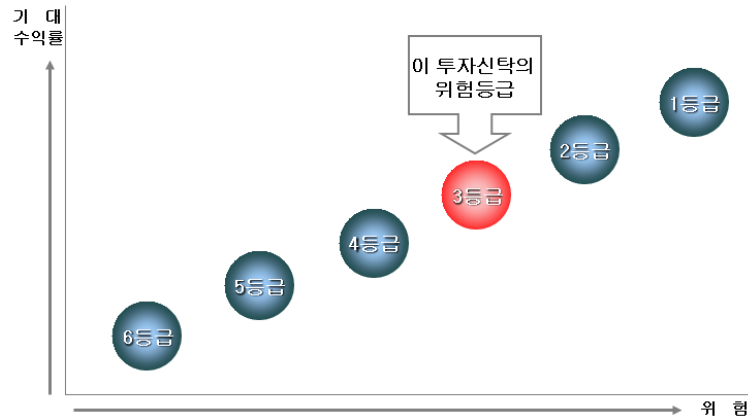 기 대
수익률
이 투자신탁의
위험등급
1등급
2등급
3등급
4등급
5등급
6등급
위 험